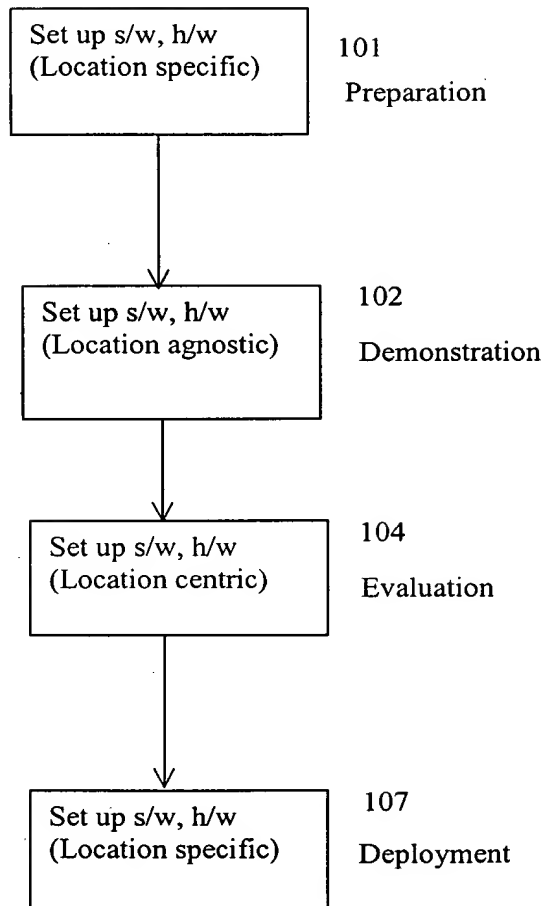 Set up s/w, h/w
(Location specific)
101
Preparation
Set up s/w, h/w
(Location agnostic)
102
Demonstration
Set up s/w, h/w
(Location centric)
104
Evaluation
Set up s/w, h/w
(Location specific)
107
Deployment